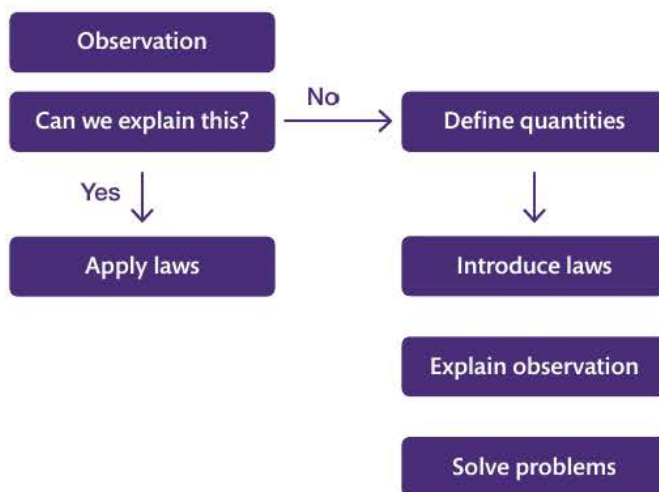 Observation
Can we explain this?
No
Define quantities
Yes
Apply laws
Introduce laws
Explain observation
Solve problems